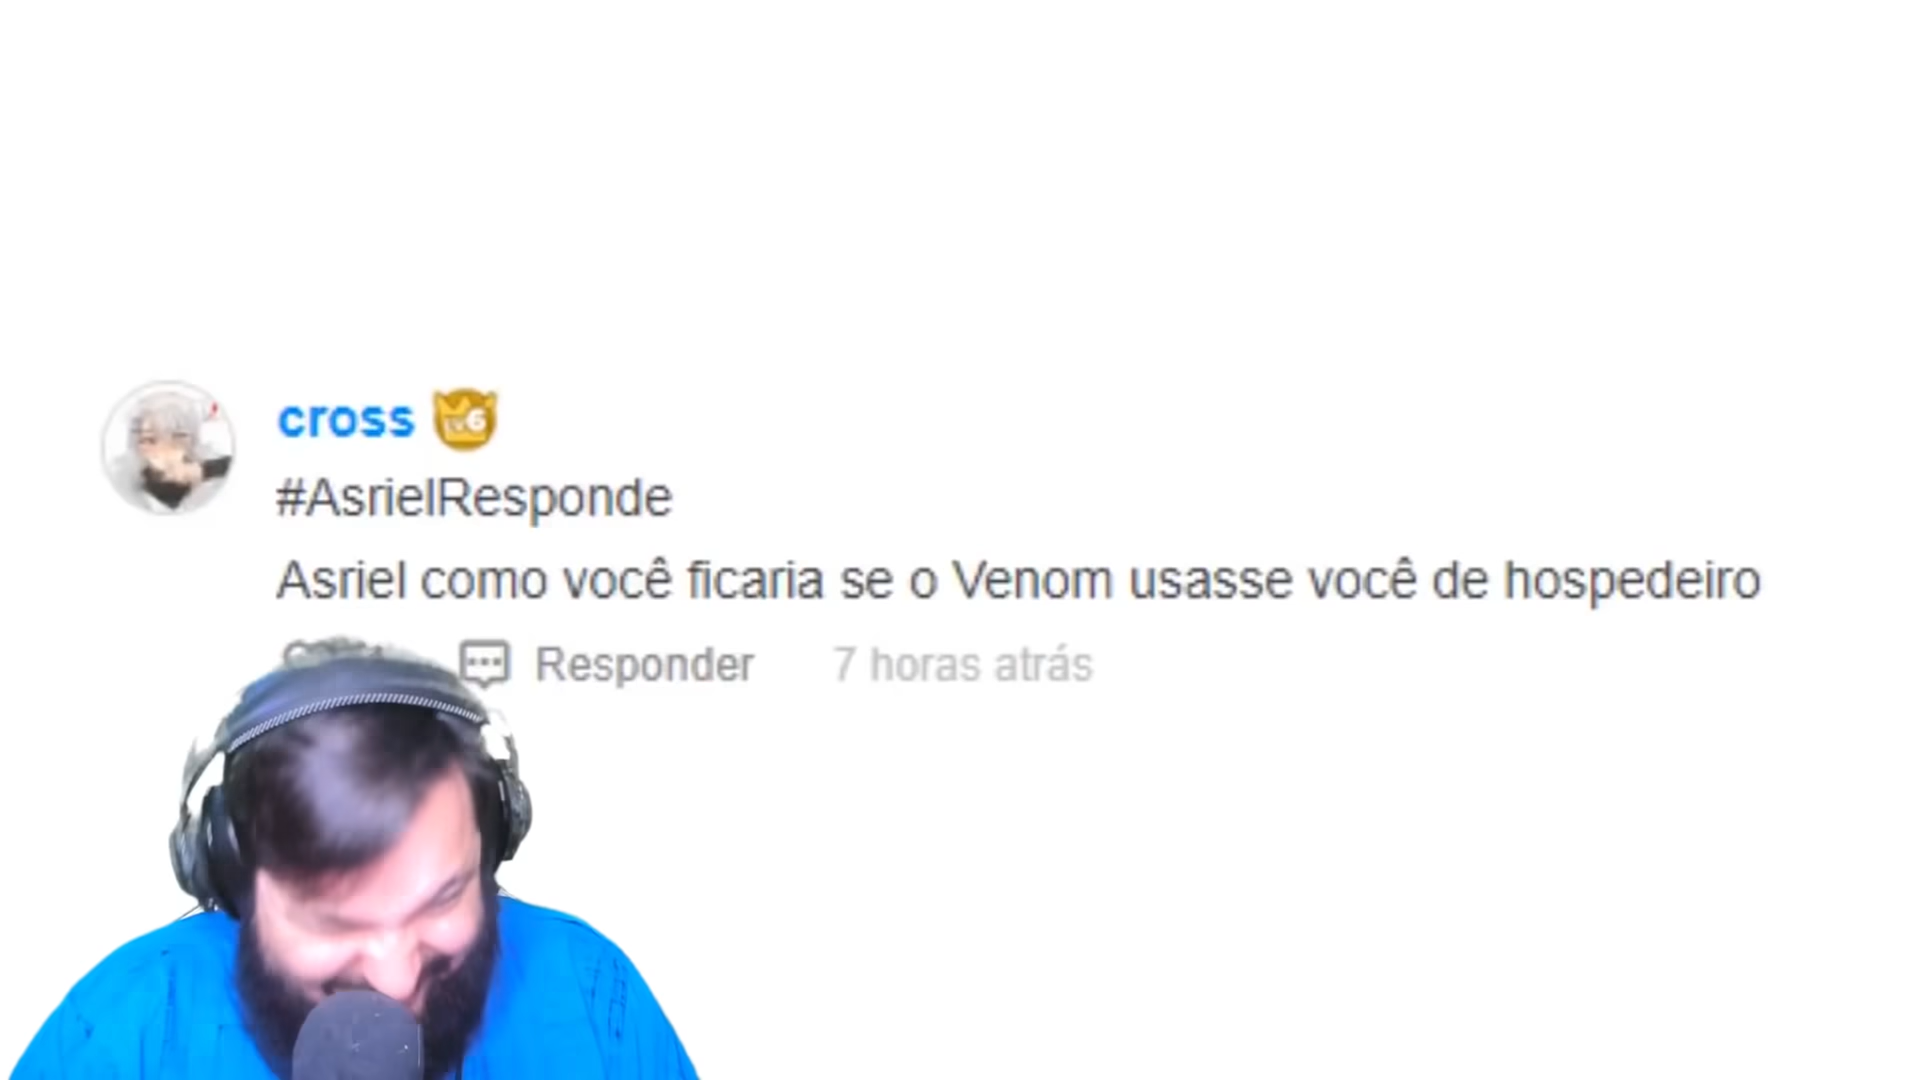 cross
#AsrielResponde
Asriel como você ficaria se o Venom usasse você de hospedeiro
Responder 7 horas atrás